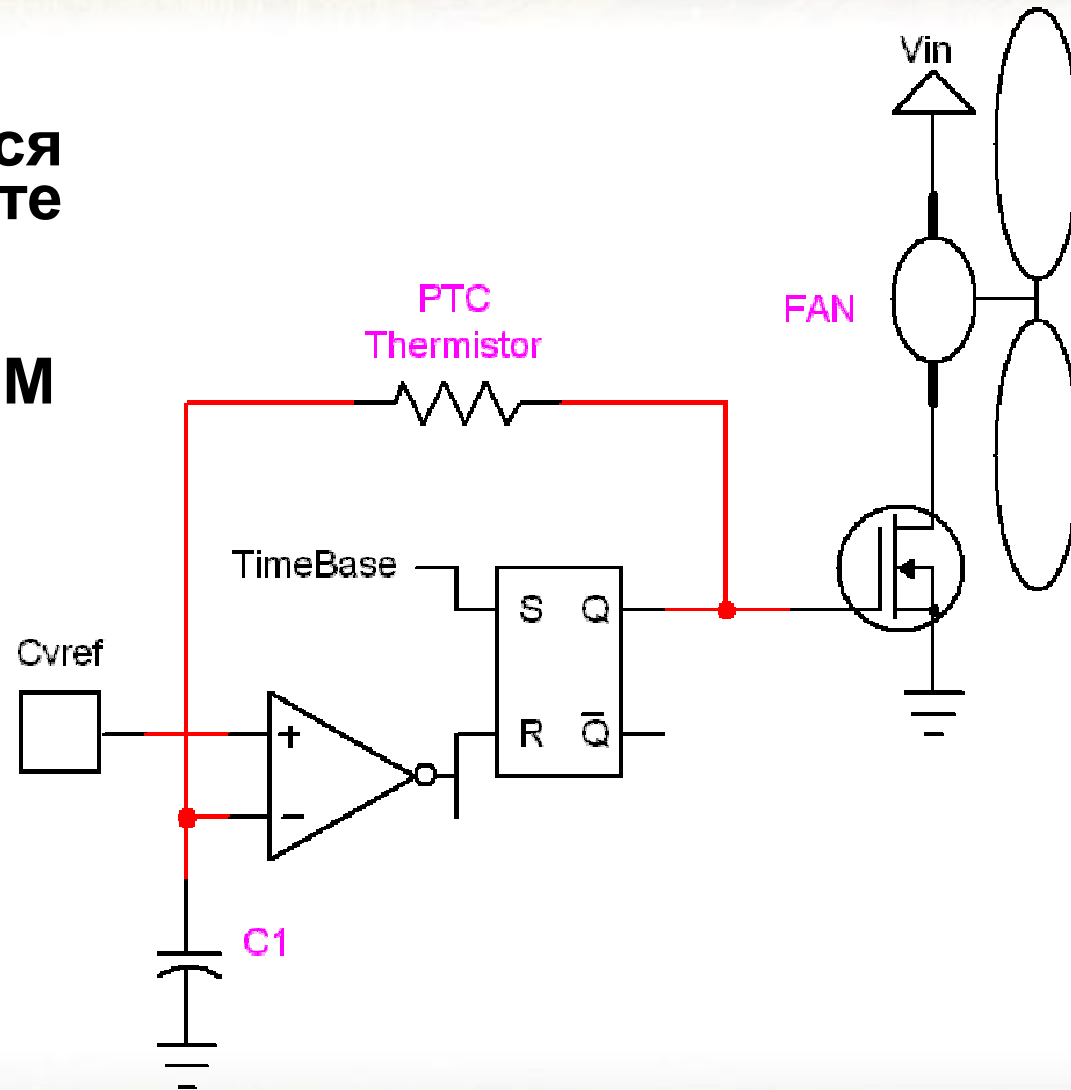 Vin
ся
те
PTC
Thermistor
FAN
М
TimeBase
S Q
Cvref
R Q̅
+
−
C1